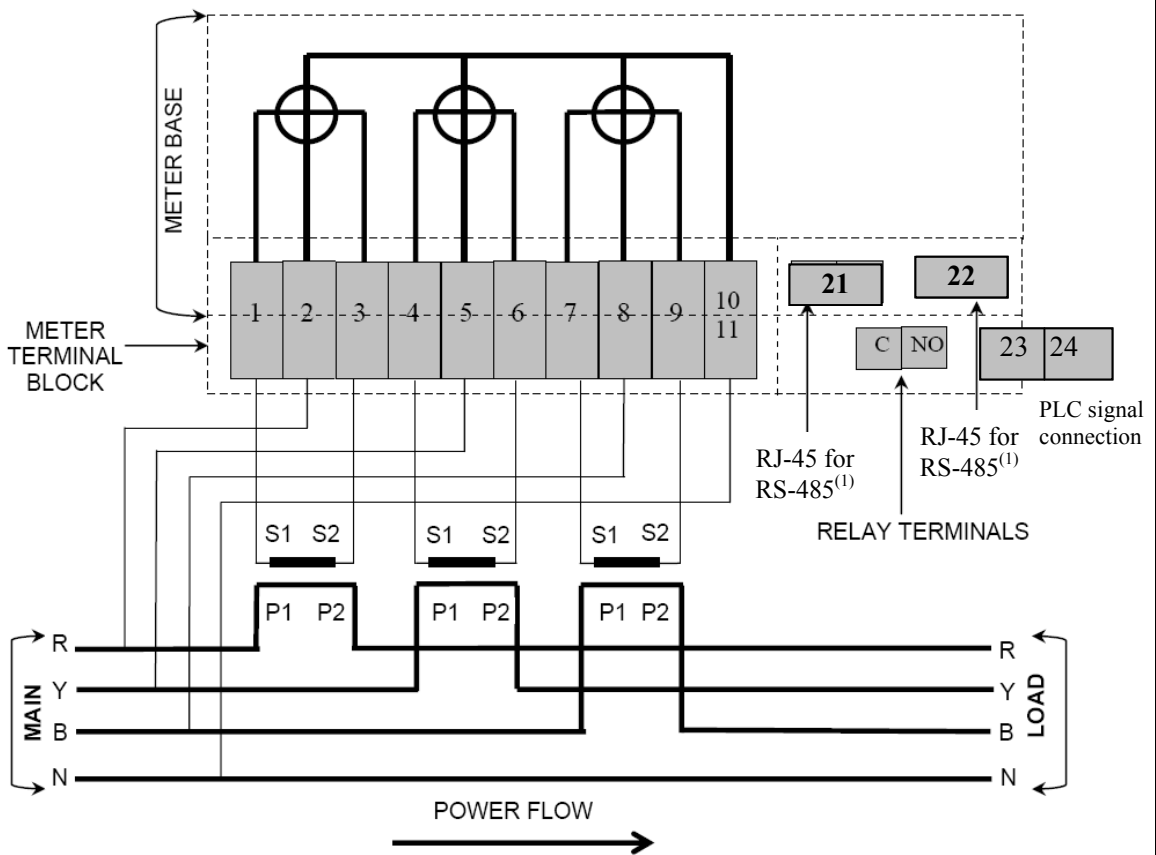 METER BASE
METER
TERMINAL
BLOCK
1 2 3 4 5 6 7 8 9 10
11
21
22
C NO
23 24
PLC signal
connection
RJ-45 for
RS-485(1)
RJ-45 for
RS-485(1)
RELAY TERMINALS
S1 S2
S1 S2
S1 S2
P1 P2
P1 P2
P1 P2
MAIN
R
Y
B
N
R
Y
B
N
LOAD
POWER FLOW